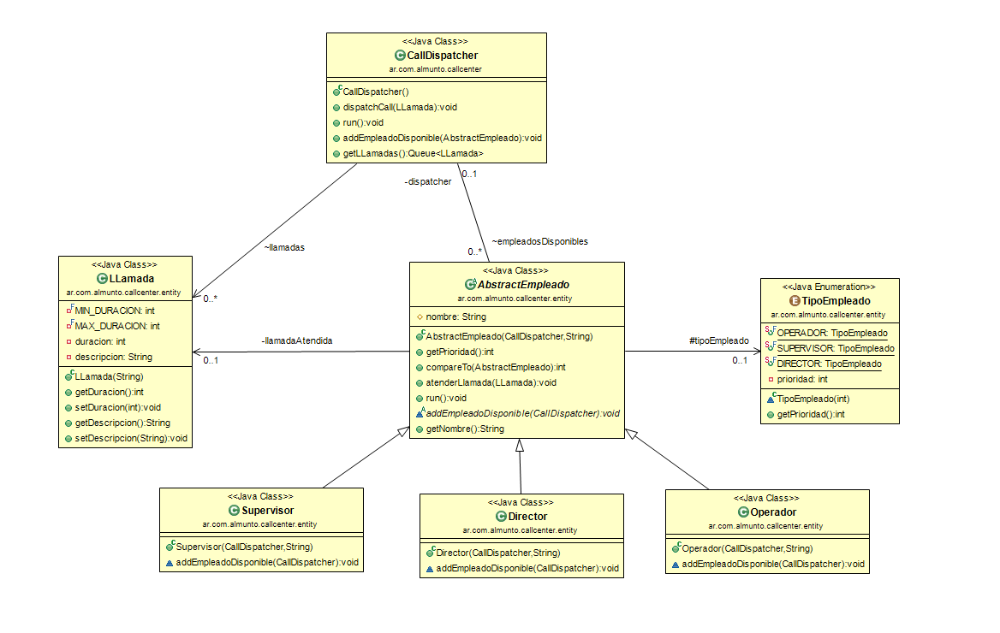 <<Java Class>>
CallDispatcher
ar.com.almunto.callcenter
CallDispatcher()
dispatchCall(LLamada):void
run():void
addEmpleadoDisponible(AbstractEmpleado):void
getLLamadas():Queue<LLamada>
-dispatcher
0..1
~llamadas
0..*
~empleadosDisponibles
0..*
<<Java Class>>
LLamada
ar.com.almunto.callcenter.entity
MIN_DURACION: int
MAX_DURACION: int
duracion: int
descripcion: String
LLamada(String)
getDuracion():int
setDuracion(int):void
getDescripcion():String
setDescripcion(String):void
-llamadaAtendida
0..1
<<Java Class>>
AbstractEmpleado
ar.com.almunto.callcenter.entity
nombre: String
AbstractEmpleado(CallDispatcher,String)
getPrioridad():int
compareTo(AbstractEmpleado):int
atenderLlamada(LLamada):void
run():void
addEmpleadoDisponible(CallDispatcher):void
getNombre():String
#tipoEmpleado
0..1
<<Java Enumeration>>
TipoEmpleado
ar.com.almunto.callcenter.entity
OPERADOR: TipoEmpleado
SUPERVISOR: TipoEmpleado
DIRECTOR: TipoEmpleado
prioridad: int
TipoEmpleado(int)
getPrioridad():int
<<Java Class>>
Supervisor
ar.com.almunto.callcenter.entity
Supervisor(CallDispatcher,String)
addEmpleadoDisponible(CallDispatcher):void
<<Java Class>>
Director
ar.com.almunto.callcenter.entity
Director(CallDispatcher,String)
addEmpleadoDisponible(CallDispatcher):void
<<Java Class>>
Operador
ar.com.almunto.callcenter.entity
Operador(CallDispatcher,String)
addEmpleadoDisponible(CallDispatcher):void